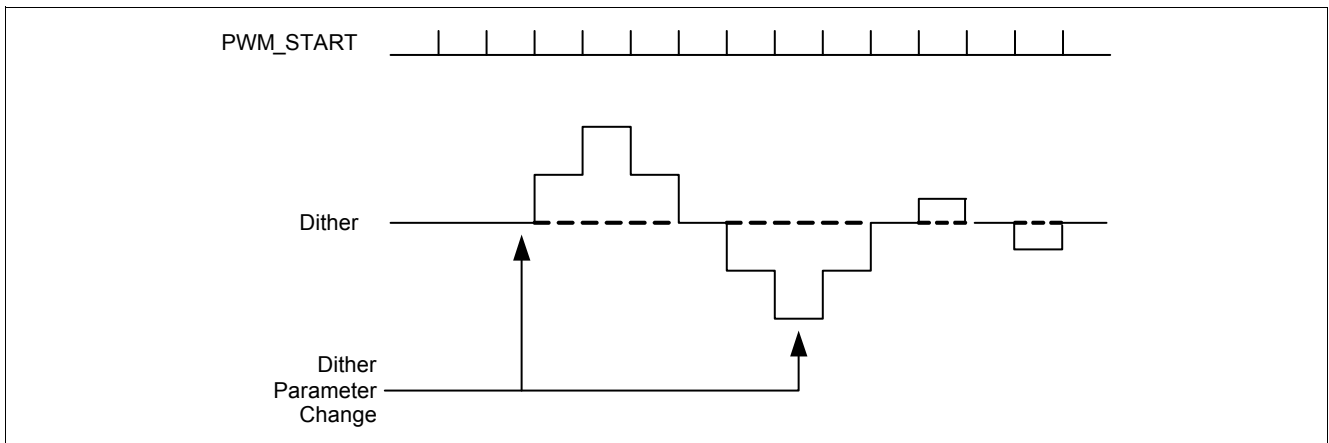 PWM_START
Dither
Dither
Parameter
Change